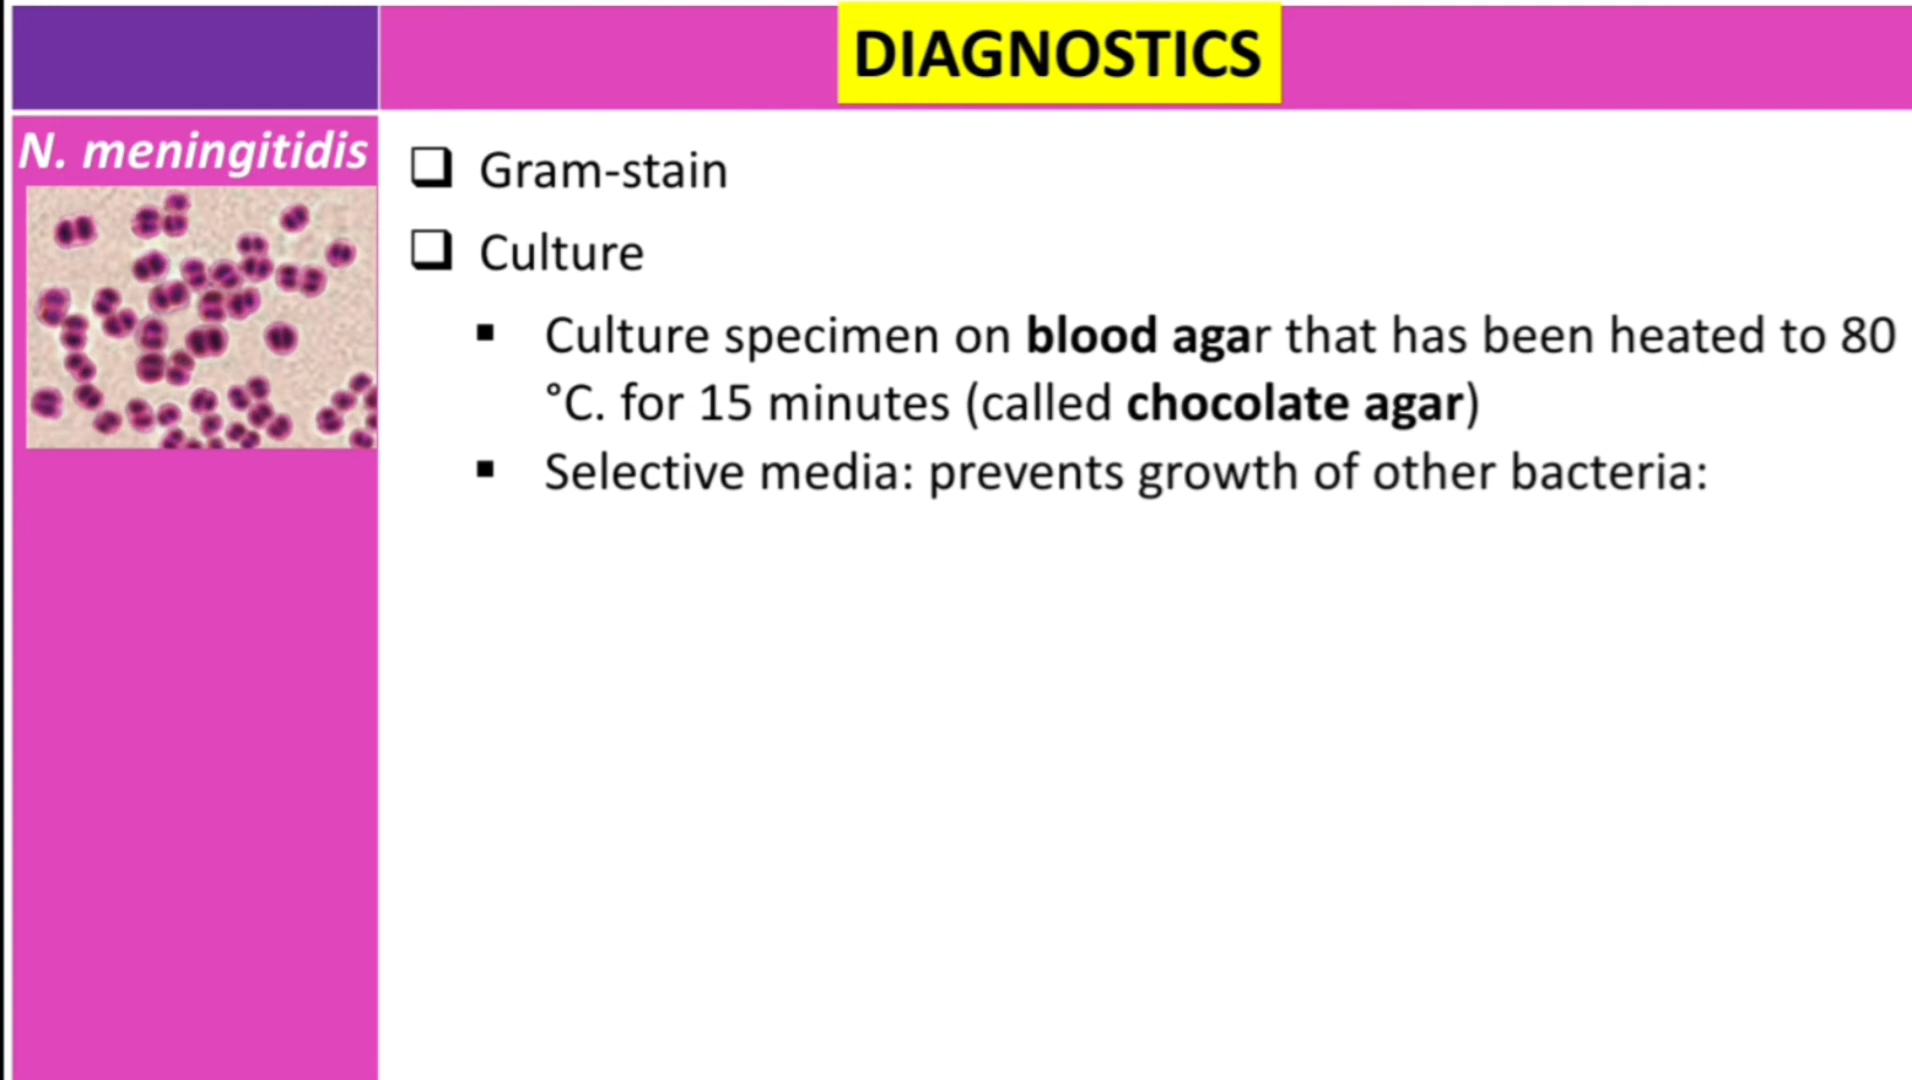 DIAGNOSTICS
N. meningitidis
Gram-stain
Culture
Culture specimen on blood agar that has been heated to 80
°C. for 15 minutes (called chocolate agar)
Selective media: prevents growth of other bacteria: